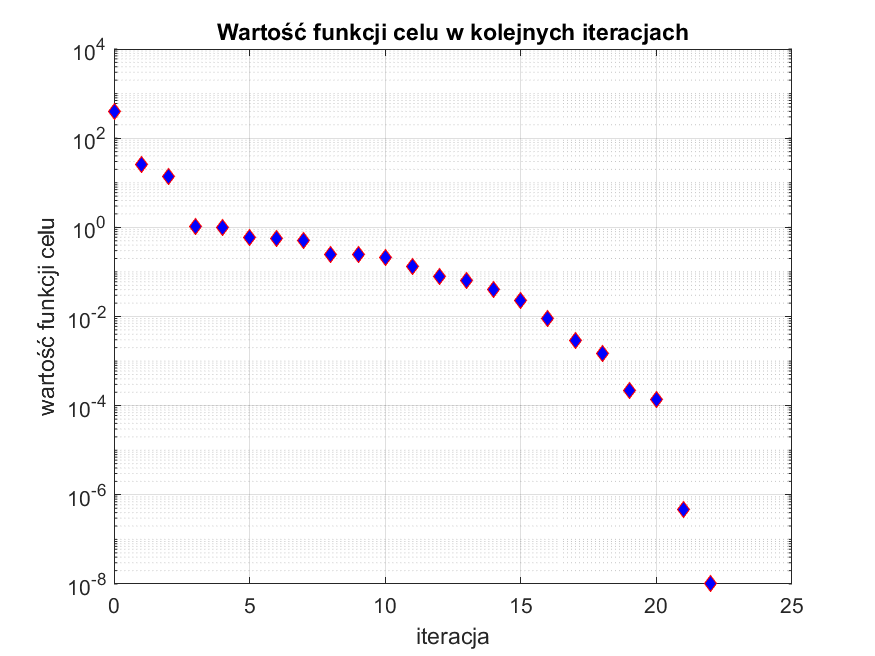 Wartość funkcji celu w kolejnych iteracjach
wartość funkcji celu
10^4
10^2
10^0
10^-2
10^-4
10^-6
10^-8
0 5 10 15 20 25
iteracja